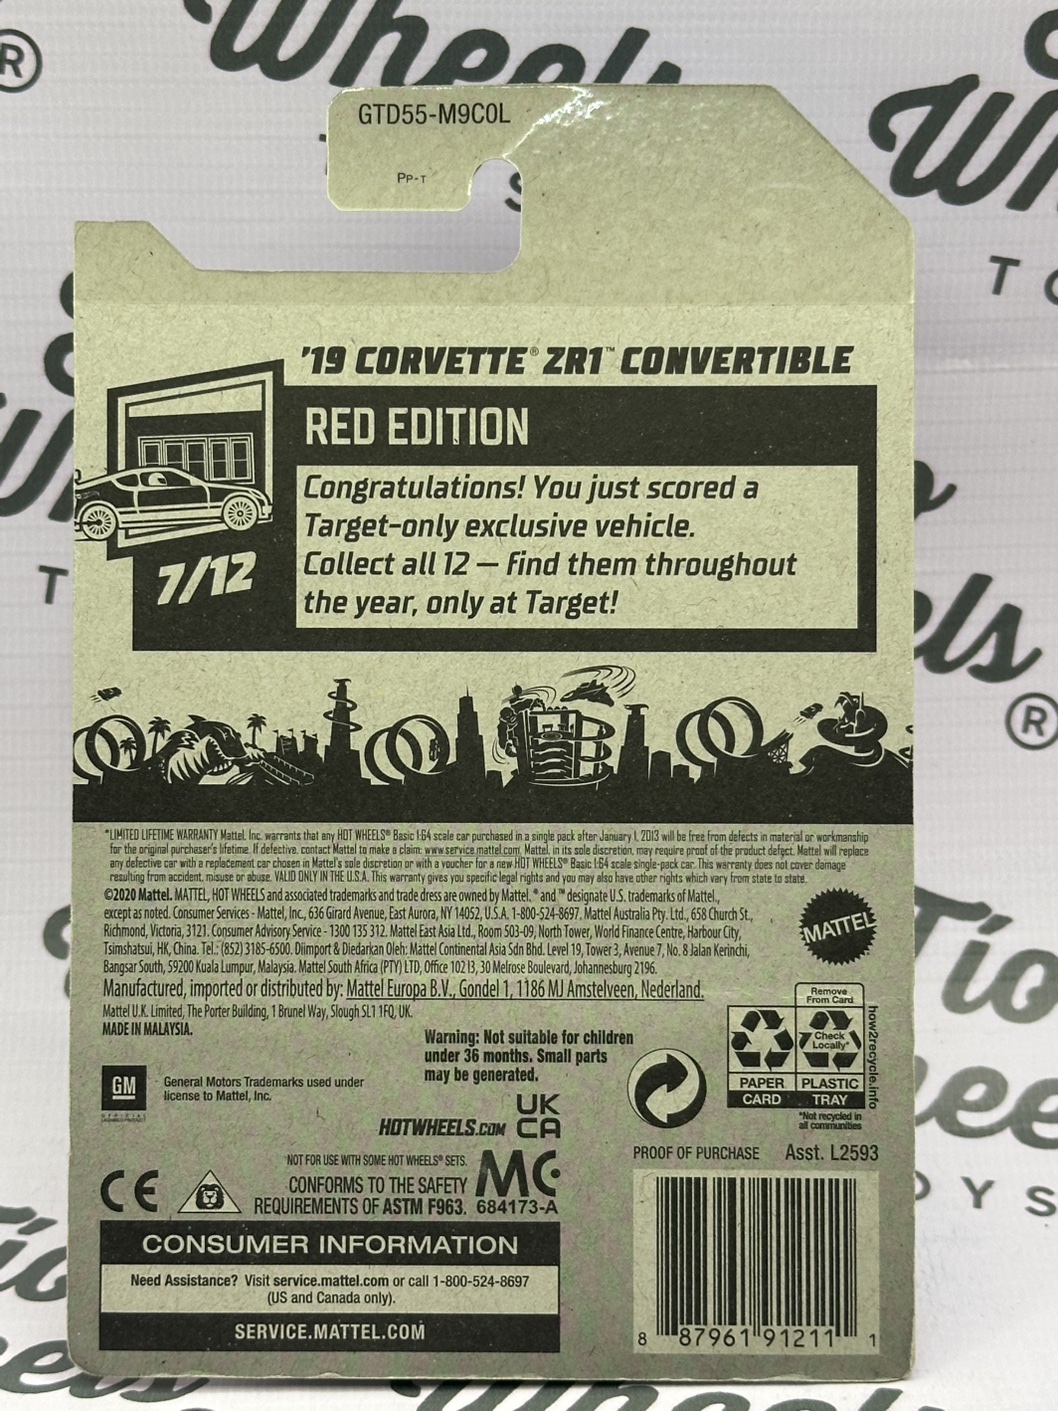 Wheels
®
GTD55-M9C0L
PP-T
'19 CORVETTE® ZR1™ CONVERTIBLE
RED EDITION
Congratulations! You just scored a
Target-only exclusive vehicle.
Collect all 12 — find them throughout
the year, only at Target!
7/12
*LIMITED LIFETIME WARRANTY Mattel, Inc. warrants that any HOT WHEELS® Basic 1:64 scale car purchased in a single pack after January 1, 2013 will be free from defects in material or workmanship
for the original purchaser's lifetime. If defective, contact Mattel to make a claim: www.service.mattel.com. Mattel, in its sole discretion, may require proof of the product defect. Mattel will replace
any defective car with a replacement car chosen in Mattel's sole discretion or with a voucher for a new HOT WHEELS® Basic 1:64 scale single-pack car. This warranty does not cover damage
resulting from accident, misuse or abuse. VALID ONLY IN THE U.S.A. This warranty gives you specific legal rights and you may also have other rights which vary from state to state.
©2020 Mattel. MATTEL, HOT WHEELS and associated trademarks and trade dress are owned by Mattel. ® and ™ designate U.S. trademarks of Mattel,
except as noted. Consumer Services - Mattel, Inc., 636 Girard Avenue, East Aurora, NY 14052, U.S.A. 1-800-524-8697. Mattel Australia Pty. Ltd., 658 Church St.,
Richmond, Victoria, 3121. Consumer Advisory Service - 1300 135 312. Mattel East Asia Ltd., Room 503-09, North Tower, World Finance Centre, Harbour City,
Tsimshatsui, HK, China. Tel.: (852) 3185-6500. Diimport & Diedarkan Oleh: Mattel Continental Asia Sdn Bhd. Level 19, Tower 3, Avenue 7, No. 8 Jalan Kerinchi,
Bangsar South, 59200 Kuala Lumpur, Malaysia. Mattel South Africa (PTY) LTD, Office 102I3, 30 Melrose Boulevard, Johannesburg 2196.
Manufactured, imported or distributed by: Mattel Europa B.V., Gondel 1, 1186 MJ Amstelveen, Nederland.
Mattel U.K. Limited, The Porter Building, 1 Brunel Way, Slough SL1 1FQ, UK.
MADE IN MALAYSIA.
MATTEL
Warning: Not suitable for children
under 36 months. Small parts
may be generated.
GM
OFFICIAL
General Motors Trademarks used under
license to Mattel, Inc.
HOTWHEELS.COM
UK
CA
Remove
From Card
Check
Locally*
PAPER
CARD
PLASTIC
TRAY
how2recycle.info
*Not recycled in
all communities
PROOF OF PURCHASE Asst. L2593
NOT FOR USE WITH SOME HOT WHEELS® SETS.
CONFORMS TO THE SAFETY
REQUIREMENTS OF ASTM F963.
MC
684173-A
CE
CONSUMER INFORMATION
Need Assistance? Visit service.mattel.com or call 1-800-524-8697
(US and Canada only).
SERVICE.MATTEL.COM
8 87961 91211 1